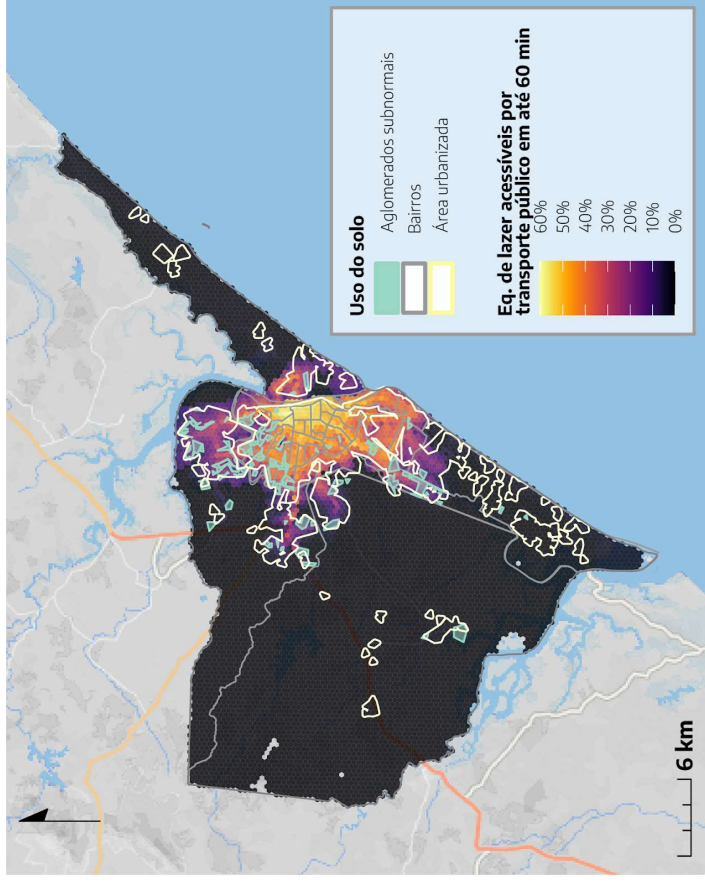 Uso do solo
Aglomerados subnormais
Bairros
Área urbanizada
Eq. de lazer acessíveis por
transporte público em até 60 min
60%
50%
40%
30%
20%
10%
0%
6 km